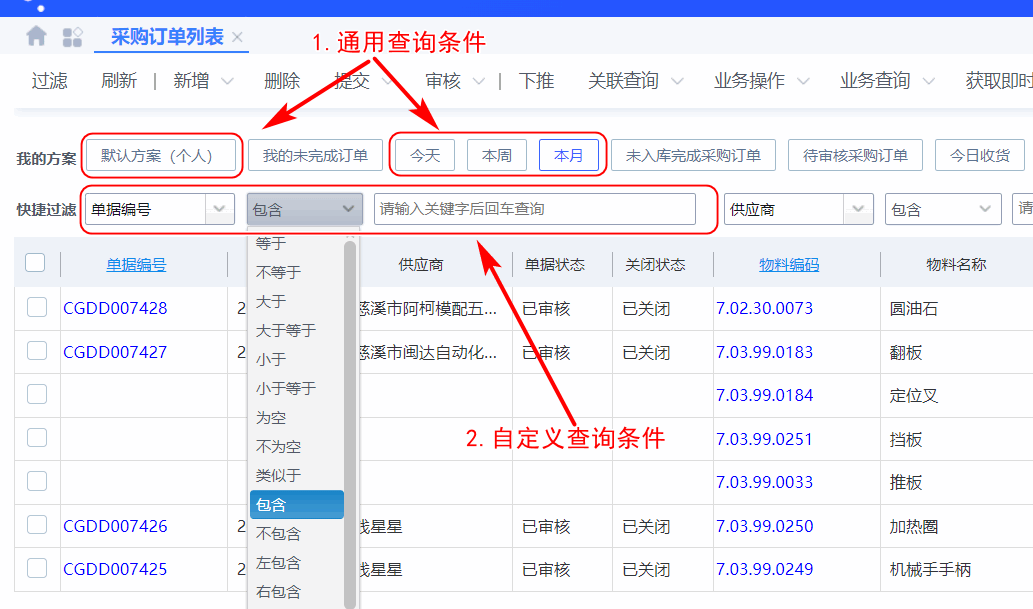 采购订单列表
1.通用查询条件
过滤 刷新 | 新增 删除 提交 审核 | 下推 关联查询 业务操作 业务查询 获取即时
我的方案 默认方案（个人） 我的未完成订单 今天 本周 本月 未入库完成采购订单 待审核采购订单 今日收货
快捷过滤 单据编号 包含 请输入关键字后回车查询 供应商 包含 请
等于
单据编号 供应商 单据状态 关闭状态 物料编码 物料名称
不等于
大于
CGDD007428 2 慈溪市阿柯模配五... 已审核 已关闭 7.02.30.0073 圆油石
大于等于
CGDD007427 2 慈溪市闽达自动化... 已审核 已关闭 7.03.99.0183 翻板
小于
小于等于
7.03.99.0184 定位叉
为空
2.自定义查询条件
7.03.99.0251 挡板
不为空
类似于
7.03.99.0033 推板
包含
CGDD007426 2 线星星 已审核 已关闭 7.03.99.0250 加热圈
不包含
左包含
CGDD007425 2 线星星 已审核 已关闭 7.03.99.0249 机械手手柄
右包含